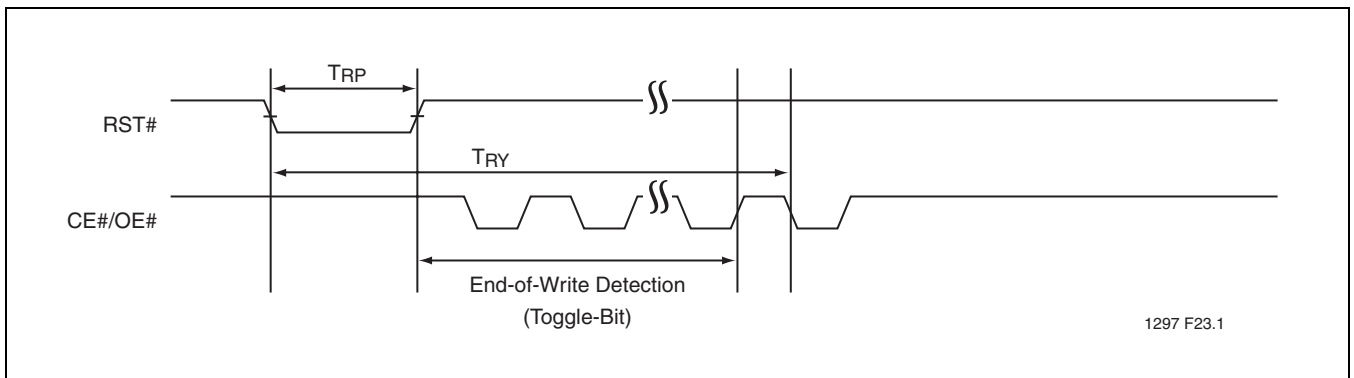 TRP
RST#
TRY
CE#/OE#
End-of-Write Detection
(Toggle-Bit)
1297 F23.1